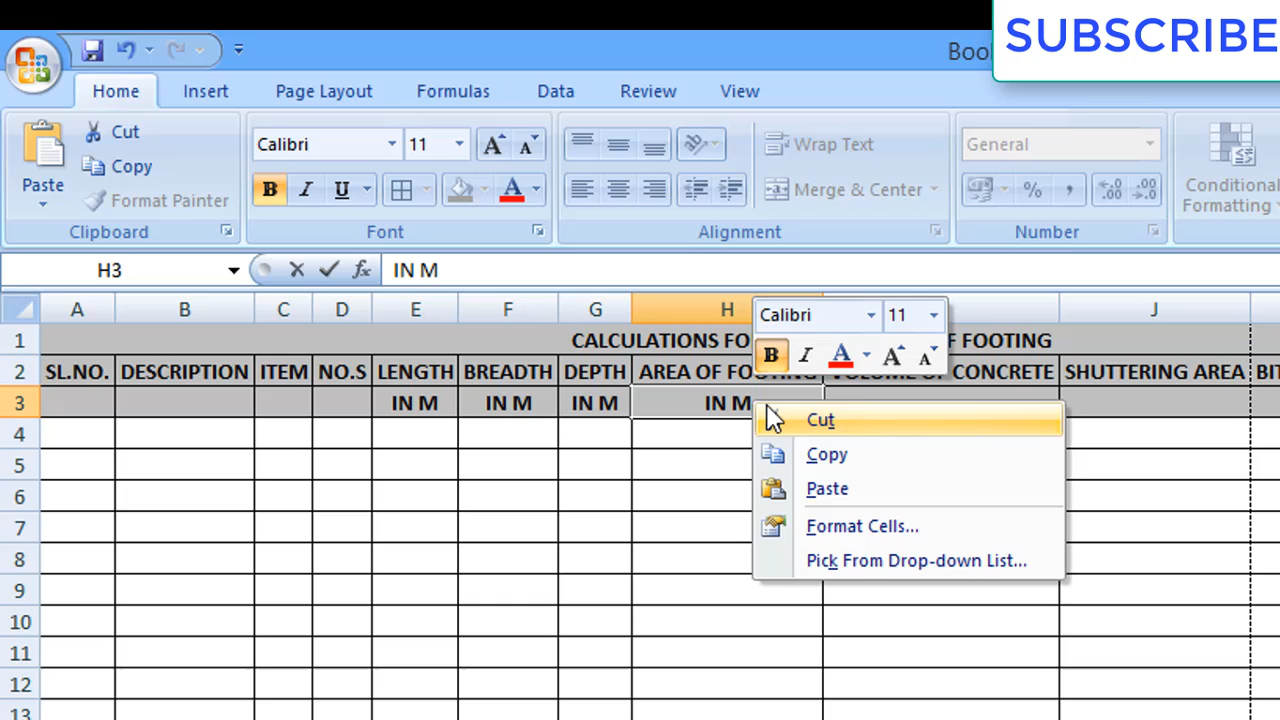 SUBSCRIBE
Boo
Home Insert Page Layout Formulas Data Review View
Paste
Cut
Copy
Format Painter
Clipboard
Calibri 11
B I U A
Font
Wrap Text
Merge & Center
Alignment
General
%
Number
Conditional
Formatting
H3 fx IN M
A B C D E F G H J
Calibri 11
B I A A A
1 CALCULATIONS FO F FOOTING
2 SL.NO. DESCRIPTION ITEM NO.S LENGTH BREADTH DEPTH AREA OF FOOTING VOLUME OF CONCRETE SHUTTERING AREA BI
3 IN M IN M IN M IN M
Cut
Copy
Paste
Format Cells...
Pick From Drop-down List...
4
5
6
7
8
9
10
11
12
13